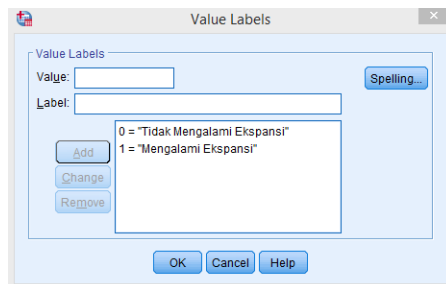 Value Labels
Value Labels
Value:
Spelling...
Label:
0 = "Tidak Mengalami Ekspansi"
1 = "Mengalami Ekspansi"
Add
Change
Remove
OK Cancel Help